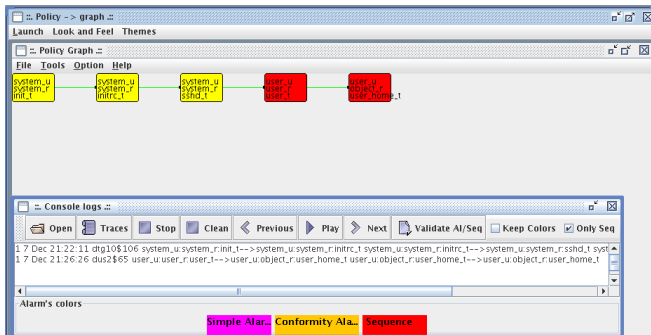 ::. Policy -> graph .::
Launch Look and Feel Themes
::. Policy Graph .::
File Tools Option Help
system_u system_u system_u user_u user_u
system_r system_r system_r user_r object_r
init_t initrc_t sshd_t user_t user_home_t
::. Console logs .::
Open Traces Stop Clean Previous Play Next Validate Al/Seq Keep Colors Only Seq
1 7 Dec 21:22:11 dtg10$106 system_u:system_r:init_t-->system_u:system_r:initrc_t system_u:system_r:initrc_t-->system_u:system_r:sshd_t syst
1 7 Dec 21:26:26 dus2$65 user_u:user_r:user_t-->user_u:object_r:user_home_t user_u:object_r:user_home_t-->user_u:object_r:user_home_t
Alarm's colors
Simple Alar... Conformity Ala... Sequence